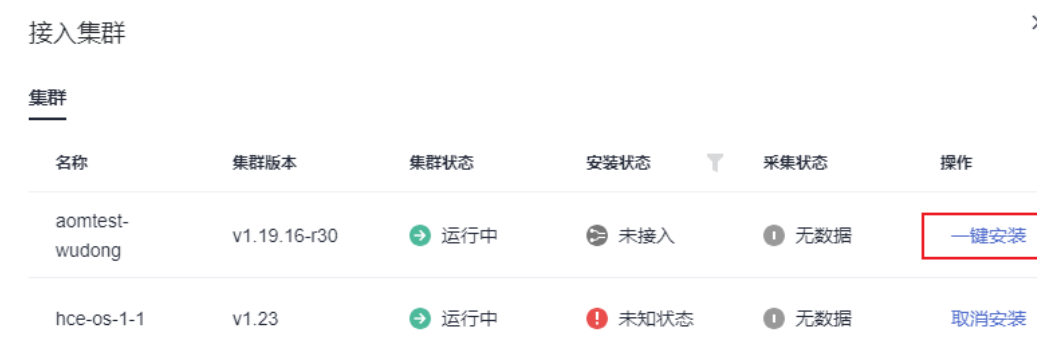 接入集群
集群
名称 集群版本 集群状态 安装状态 采集状态 操作
aomtest-
wudong v1.19.16-r30 运行中 未接入 无数据 一键安装
hce-os-1-1 v1.23 运行中 未知状态 无数据 取消安装